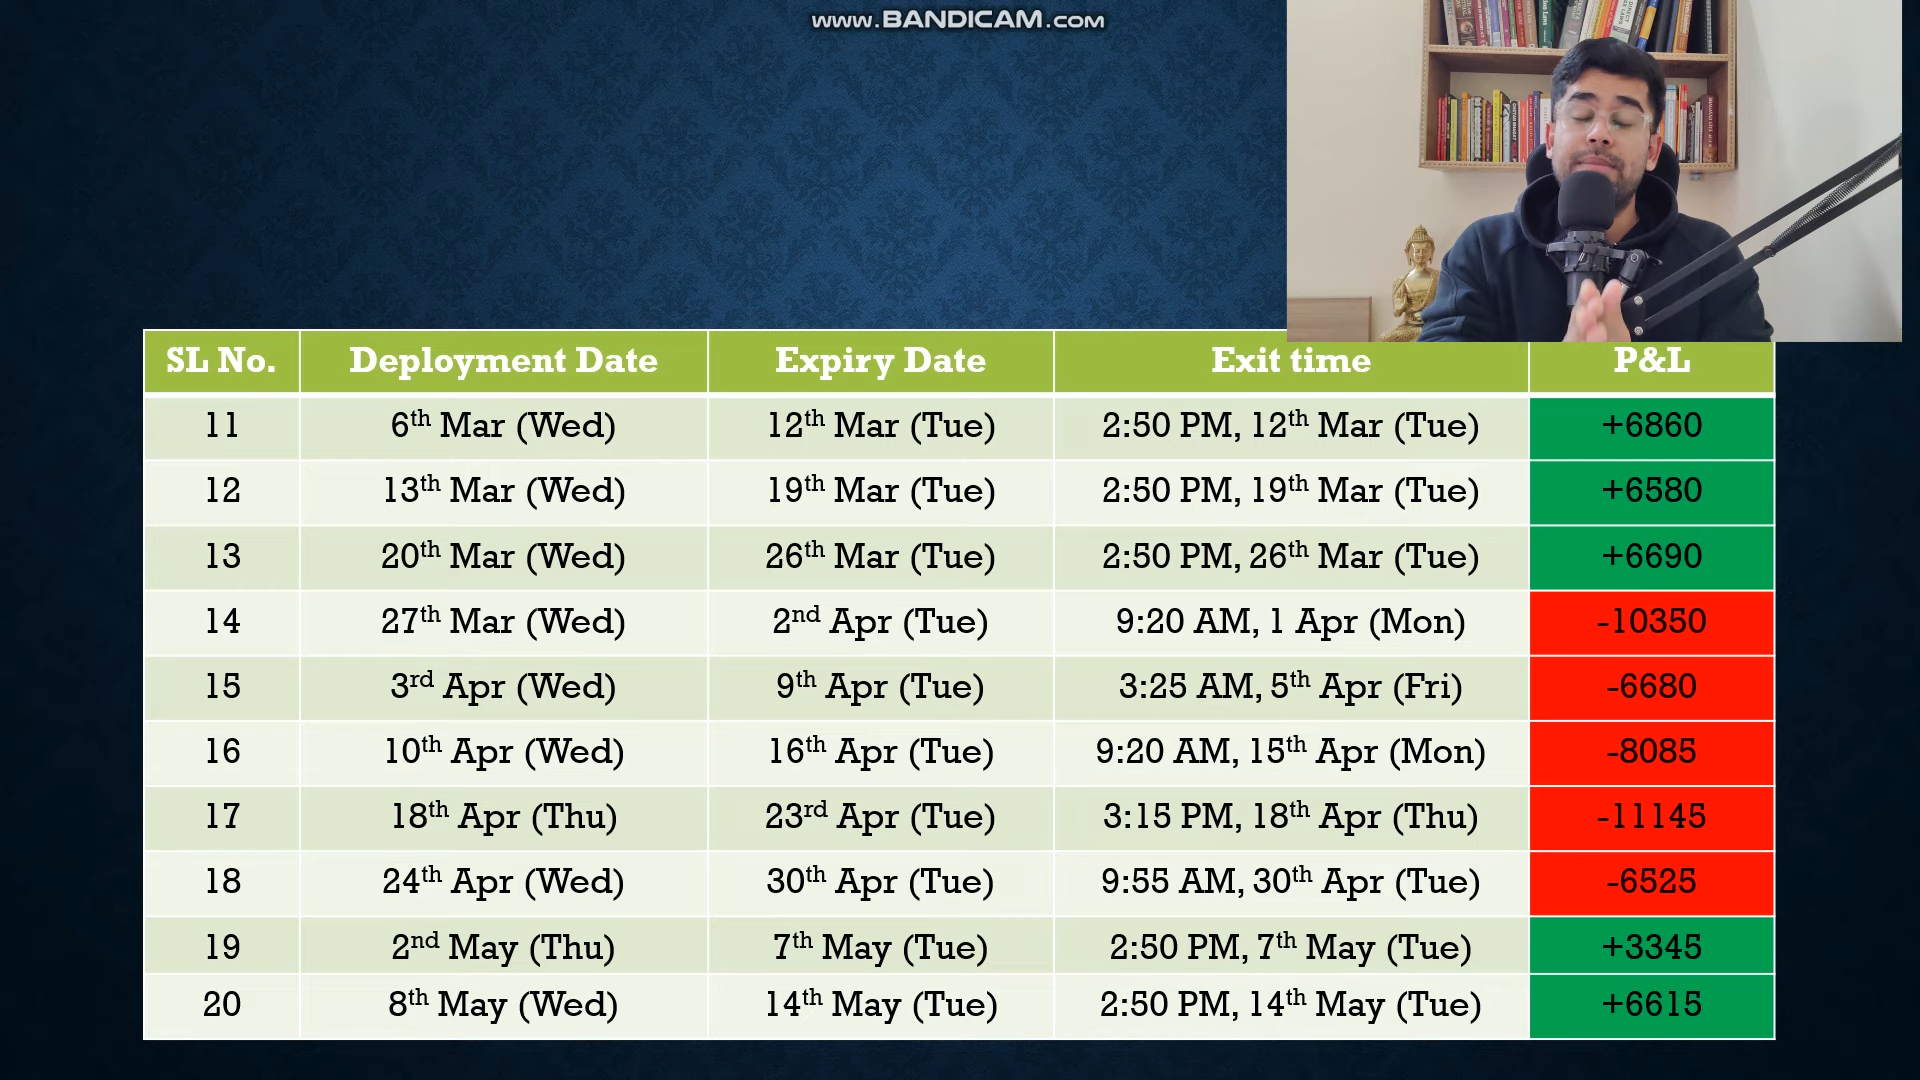 www.BANDICAM.com
SL No. Deployment Date Expiry Date Exit time P&L
11 6th Mar (Wed) 12th Mar (Tue) 2:50 PM, 12th Mar (Tue) +6860
12 13th Mar (Wed) 19th Mar (Tue) 2:50 PM, 19th Mar (Tue) +6580
13 20th Mar (Wed) 26th Mar (Tue) 2:50 PM, 26th Mar (Tue) +6690
14 27th Mar (Wed) 2nd Apr (Tue) 9:20 AM, 1 Apr (Mon) -10350
15 3rd Apr (Wed) 9th Apr (Tue) 3:25 AM, 5th Apr (Fri) -6680
16 10th Apr (Wed) 16th Apr (Tue) 9:20 AM, 15th Apr (Mon) -8085
17 18th Apr (Thu) 23rd Apr (Tue) 3:15 PM, 18th Apr (Thu) -11145
18 24th Apr (Wed) 30th Apr (Tue) 9:55 AM, 30th Apr (Tue) -6525
19 2nd May (Thu) 7th May (Tue) 2:50 PM, 7th May (Tue) +3345
20 8th May (Wed) 14th May (Tue) 2:50 PM, 14th May (Tue) +6615